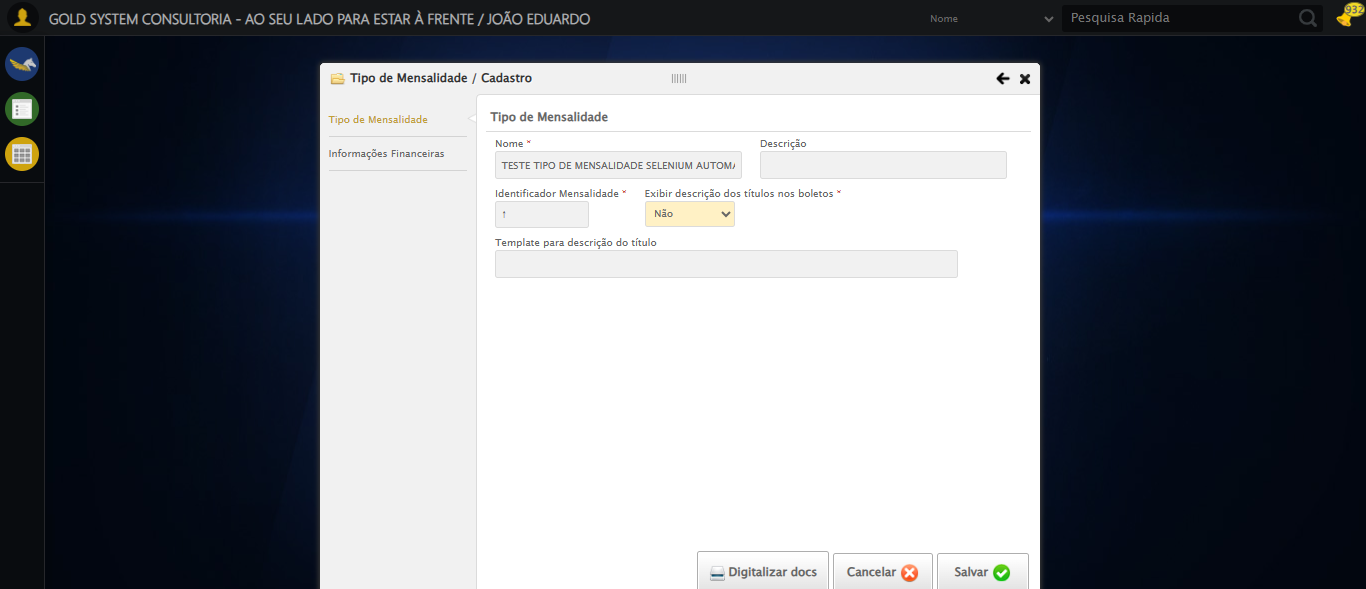 GOLD SYSTEM CONSULTORIA - AO SEU LADO PARA ESTAR À FRENTE / JOÃO EDUARDO
Nome
Pesquisa Rapida
932
Tipo de Mensalidade / Cadastro
Tipo de Mensalidade
Informações Financeiras
Tipo de Mensalidade
Nome *
Descrição
TESTE TIPO DE MENSALIDADE SELENIUM AUTOMA
Identificador Mensalidade *
Exibir descrição dos títulos nos boletos *
↑
Não
Template para descrição do título
Digitalizar docs
Cancelar
Salvar